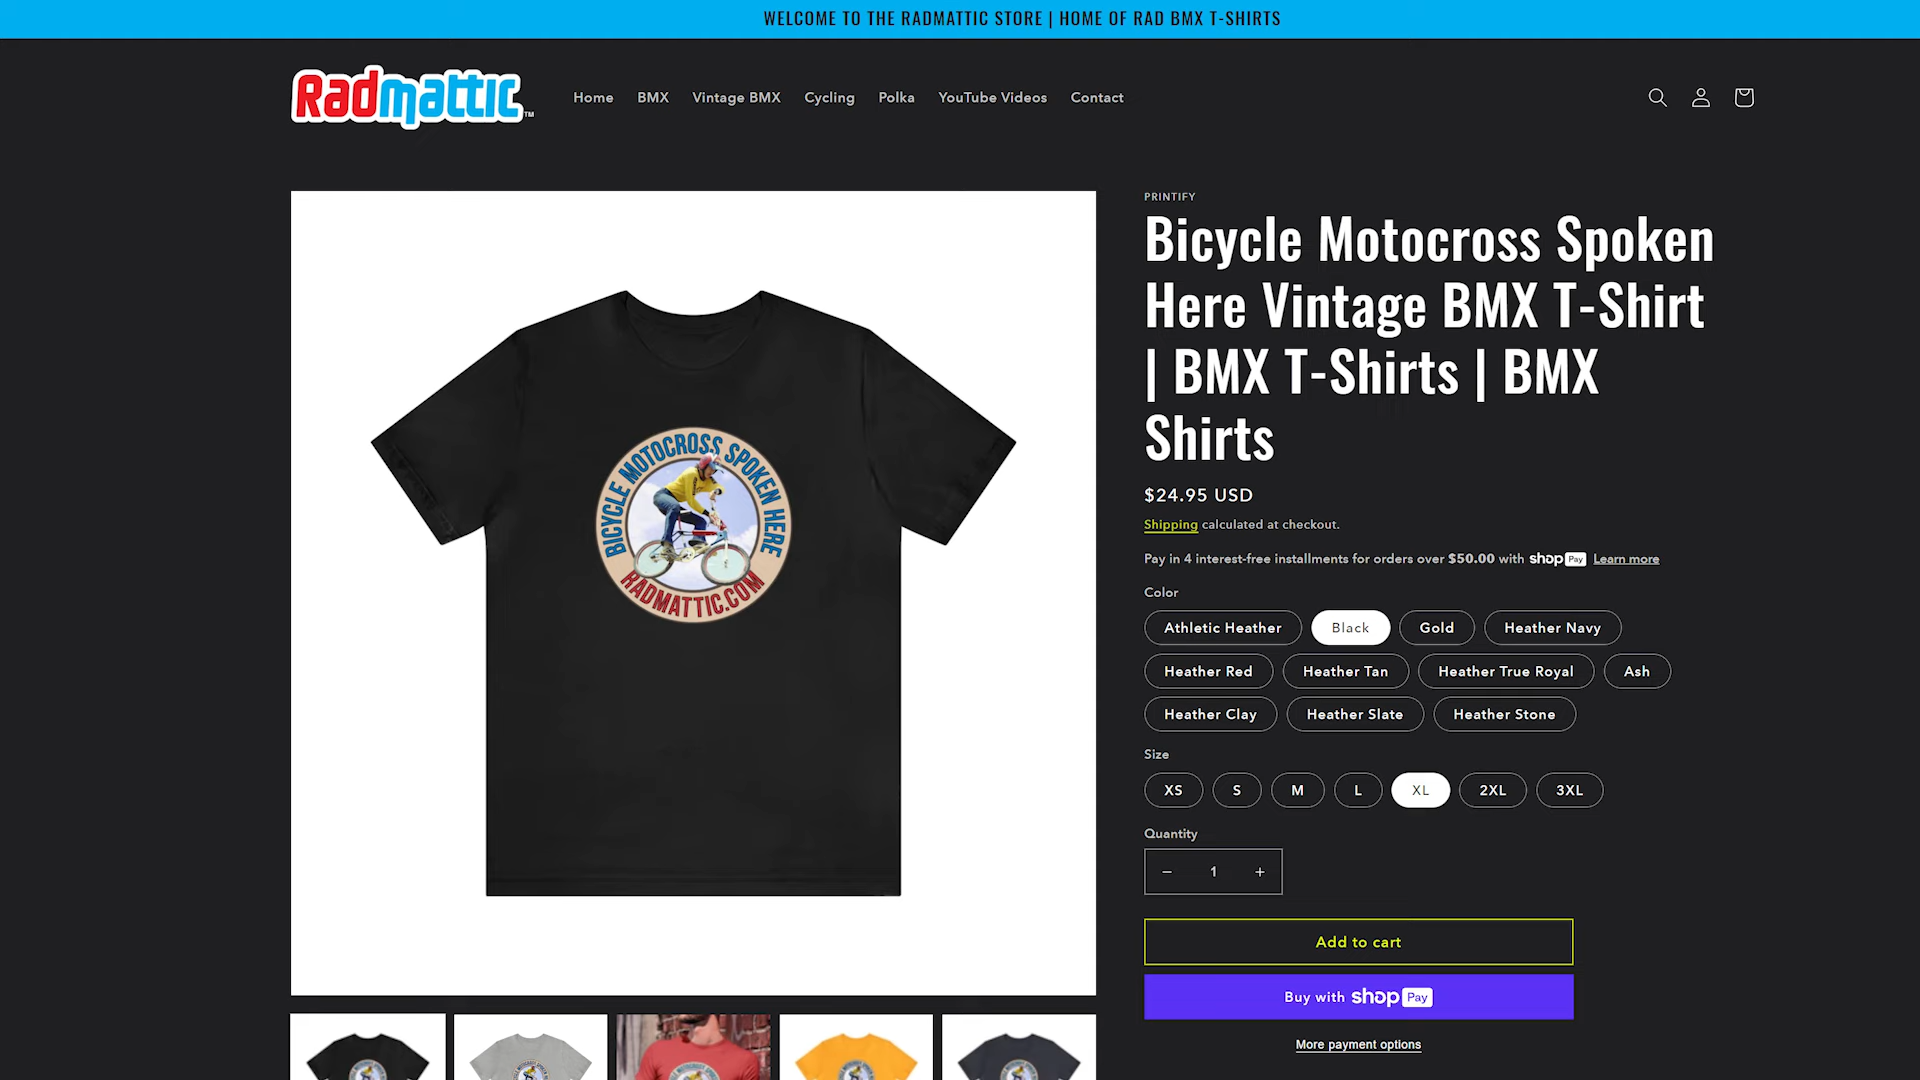 WELCOME TO THE RADMATTIC STORE | HOME OF RAD BMX T-SHIRTS
Radmattic™
Home BMX Vintage BMX Cycling Polka YouTube Videos Contact
PRINTIFY
Bicycle Motocross Spoken
Here Vintage BMX T-Shirt
| BMX T-Shirts | BMX
Shirts
$24.95 USD
Shipping calculated at checkout.
Pay in 4 interest-free installments for orders over $50.00 with shop Pay Learn more
Color
Athletic Heather Black Gold Heather Navy
Heather Red Heather Tan Heather True Royal Ash
Heather Clay Heather Slate Heather Stone
Size
XS S M L XL 2XL 3XL
Quantity
− 1 +
Add to cart
Buy with shop Pay
More payment options
BICYCLE MOTOCROSS SPOKEN HERE
RADMATTIC.COM